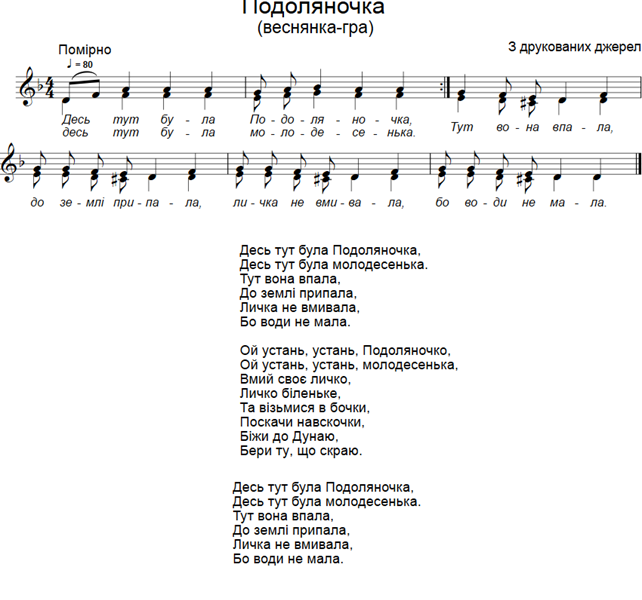 Подоляночка
(веснянка-гра)
Помірно
З друкованих джерел
♩ = 80
4/4
Десь тут бу - ла По - до - ля - но - чка, Тут во - на впа - ла,
десь тут бу - ла мо - ло - де - се - нька.
до зе - млі при - па - ла, ли - чка не вми - ва - ла, бо во - ди не ма - ла.
Десь тут була Подоляночка,
Десь тут була молодесенька.
Тут вона впала,
До землі припала,
Личка не вмивала,
Бо води не мала.
Ой устань, устань, Подоляночко,
Ой устань, устань, молодесенька,
Вмий своє личко,
Личко біленьке,
Та візьмися в бочки,
Поскачи навскочки,
Біжи до Дунаю,
Бери ту, що скраю.
Десь тут була Подоляночка,
Десь тут була молодесенька.
Тут вона впала,
До землі припала,
Личка не вмивала,
Бо води не мала.